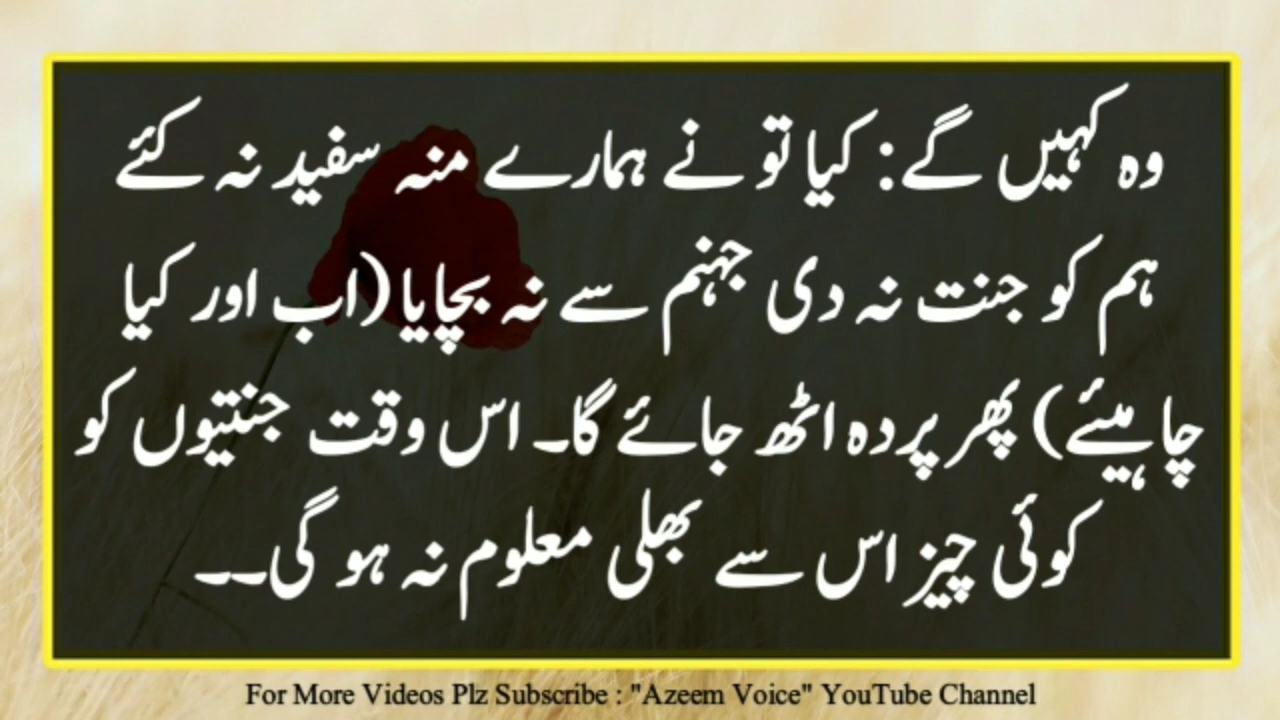 وہ کہیں گے: کیا تو نے ہمارے منہ سفید نہ کئے
ہم کو جنت نہ دی جہنم سے نہ بچایا (اب اور کیا
چاہیئے) پھر پردہ اٹھ جائے گا۔ اس وقت جنتیوں کو
کوئی چیز اس سے بھلی معلوم نہ ہو گی۔۔
For More Videos Plz Subscribe : "Azeem Voice" YouTube Channel